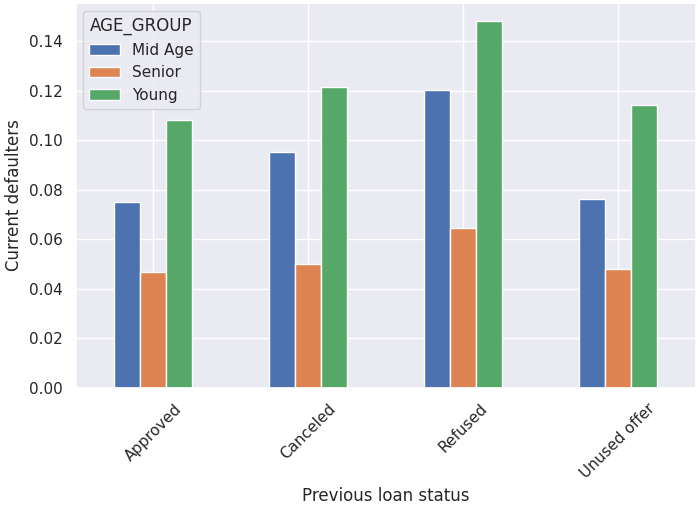 AGE_GROUP
Mid Age
Senior
Young
0.14
0.12
0.10
0.08
0.06
0.04
0.02
0.00
Current defaulters
Approved
Canceled
Refused
Unused offer
Previous loan status